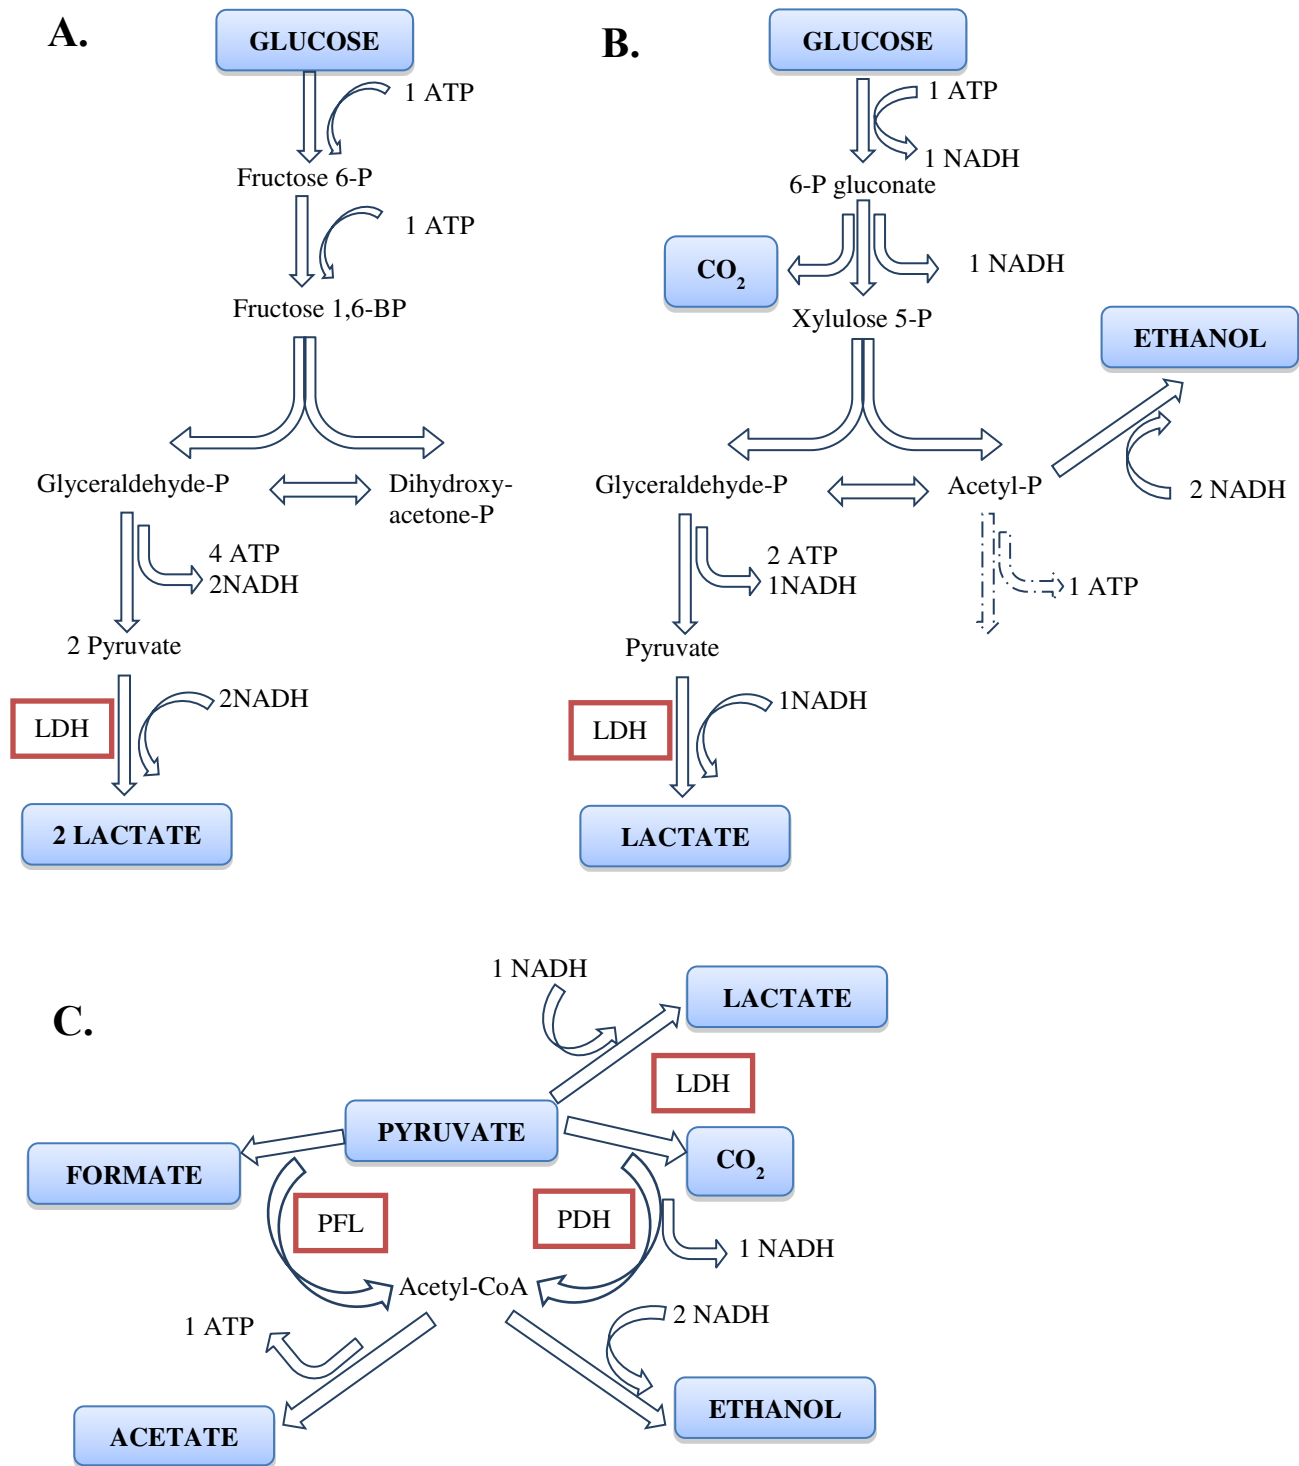 A.
GLUCOSE
1 ATP
Fructose 6-P
1 ATP
Fructose 1,6-BP
Glyceraldehyde-P
Dihydroxy-
acetone-P
4 ATP
2NADH
2 Pyruvate
2NADH
LDH
2 LACTATE
B.
GLUCOSE
1 ATP
1 NADH
6-P gluconate
CO2
1 NADH
Xylulose 5-P
ETHANOL
Glyceraldehyde-P
Acetyl-P
2 NADH
2 ATP
1NADH
1 ATP
Pyruvate
1NADH
LDH
LACTATE
C.
1 NADH
LACTATE
LDH
PYRUVATE
FORMATE
CO2
PFL
PDH
1 NADH
Acetyl-CoA
1 ATP
2 NADH
ACETATE
ETHANOL